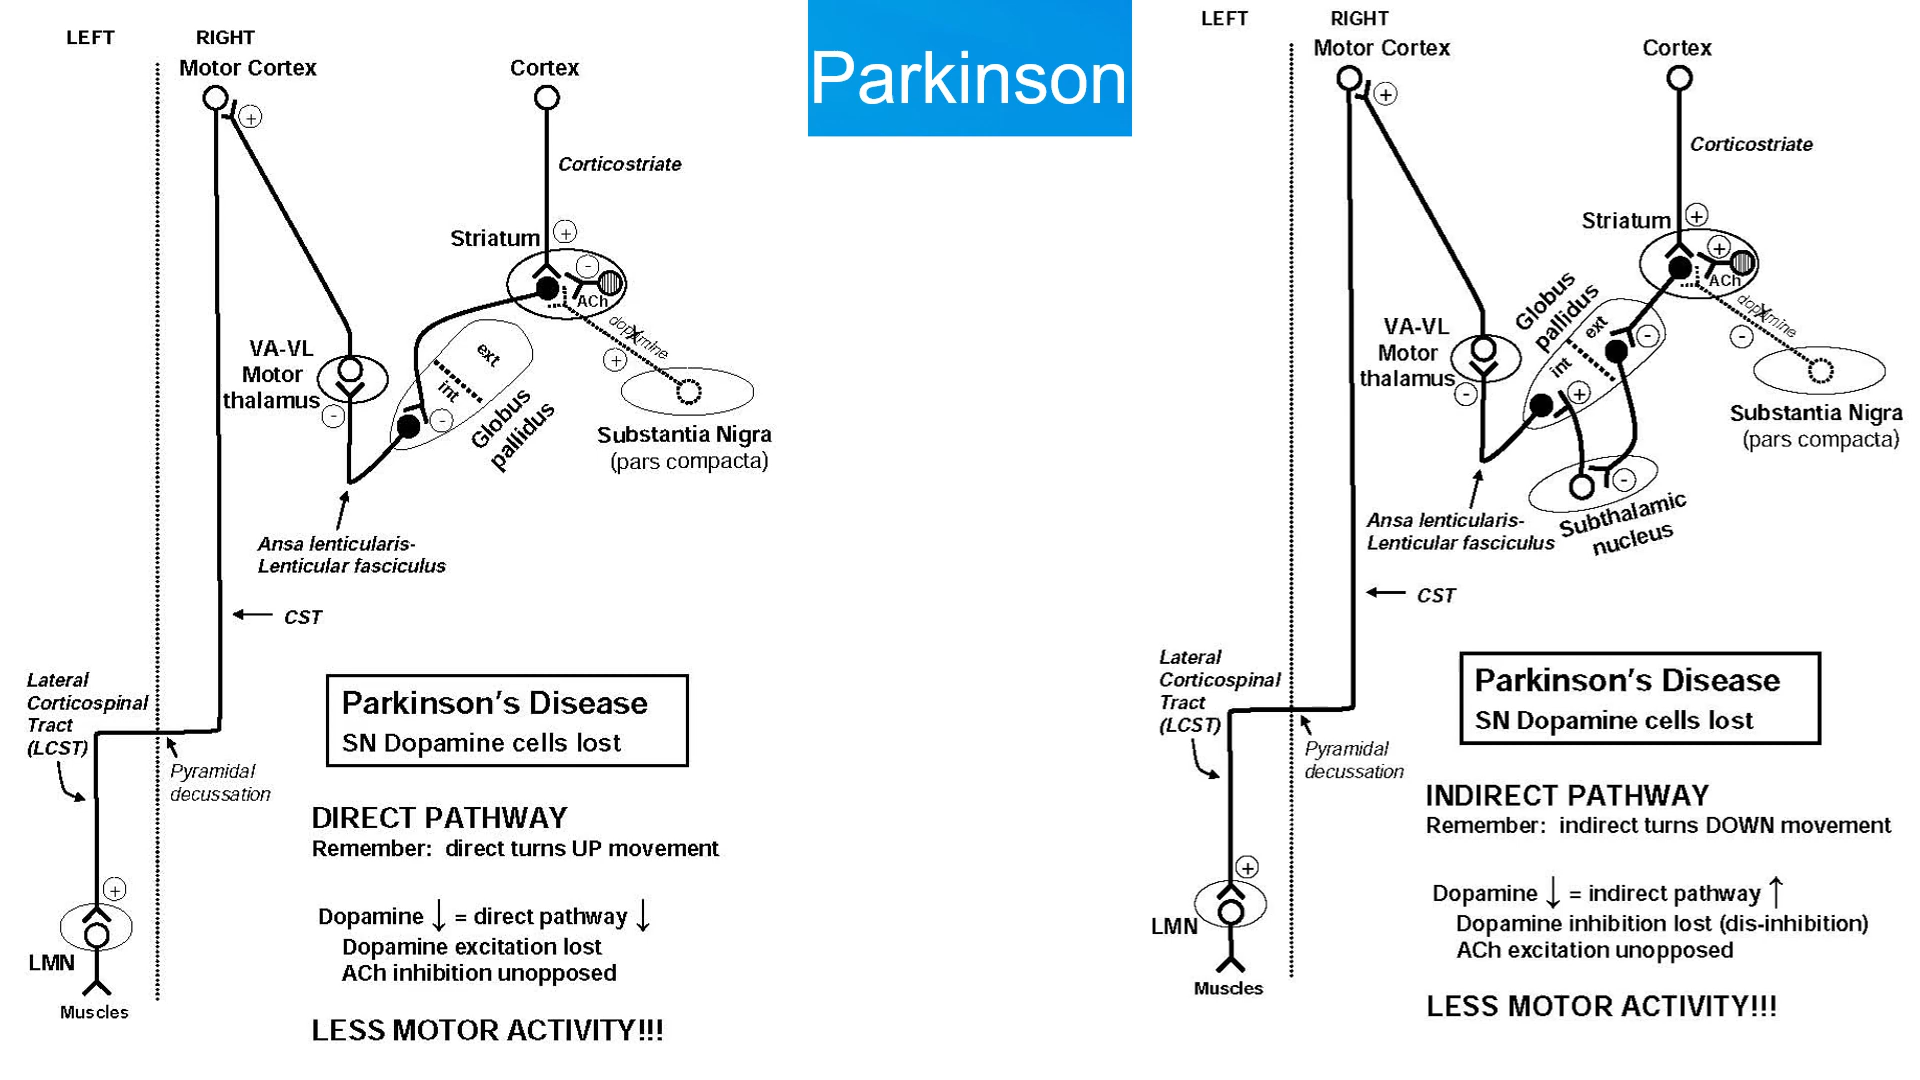 Parkinson
LEFT
RIGHT
Motor Cortex
Cortex
+
Corticostriate
Striatum
+
-
ACh
dopamine
+
VA-VL
Motor
thalamus
-
ext
int
-
Globus
pallidus
Substantia Nigra
(pars compacta)
Ansa lenticularis-
Lenticular fasciculus
CST
Lateral
Corticospinal
Tract
(LCST)
Pyramidal
decussation
+
LMN
Muscles
Parkinson's Disease
SN Dopamine cells lost
DIRECT PATHWAY
Remember: direct turns UP movement
Dopamine ↓ = direct pathway ↓
Dopamine excitation lost
ACh inhibition unopposed
LESS MOTOR ACTIVITY!!!
LEFT
RIGHT
Motor Cortex
Cortex
+
Corticostriate
Striatum
+
+
ACh
dopamine
-
Globus
pallidus
ext
int
-
+
VA-VL
Motor
thalamus
-
Substantia Nigra
(pars compacta)
-
Subthalamic
nucleus
Ansa lenticularis-
Lenticular fasciculus
CST
Lateral
Corticospinal
Tract
(LCST)
Pyramidal
decussation
+
LMN
Muscles
Parkinson's Disease
SN Dopamine cells lost
INDIRECT PATHWAY
Remember: indirect turns DOWN movement
Dopamine ↓ = indirect pathway ↑
Dopamine inhibition lost (dis-inhibition)
ACh excitation unopposed
LESS MOTOR ACTIVITY!!!